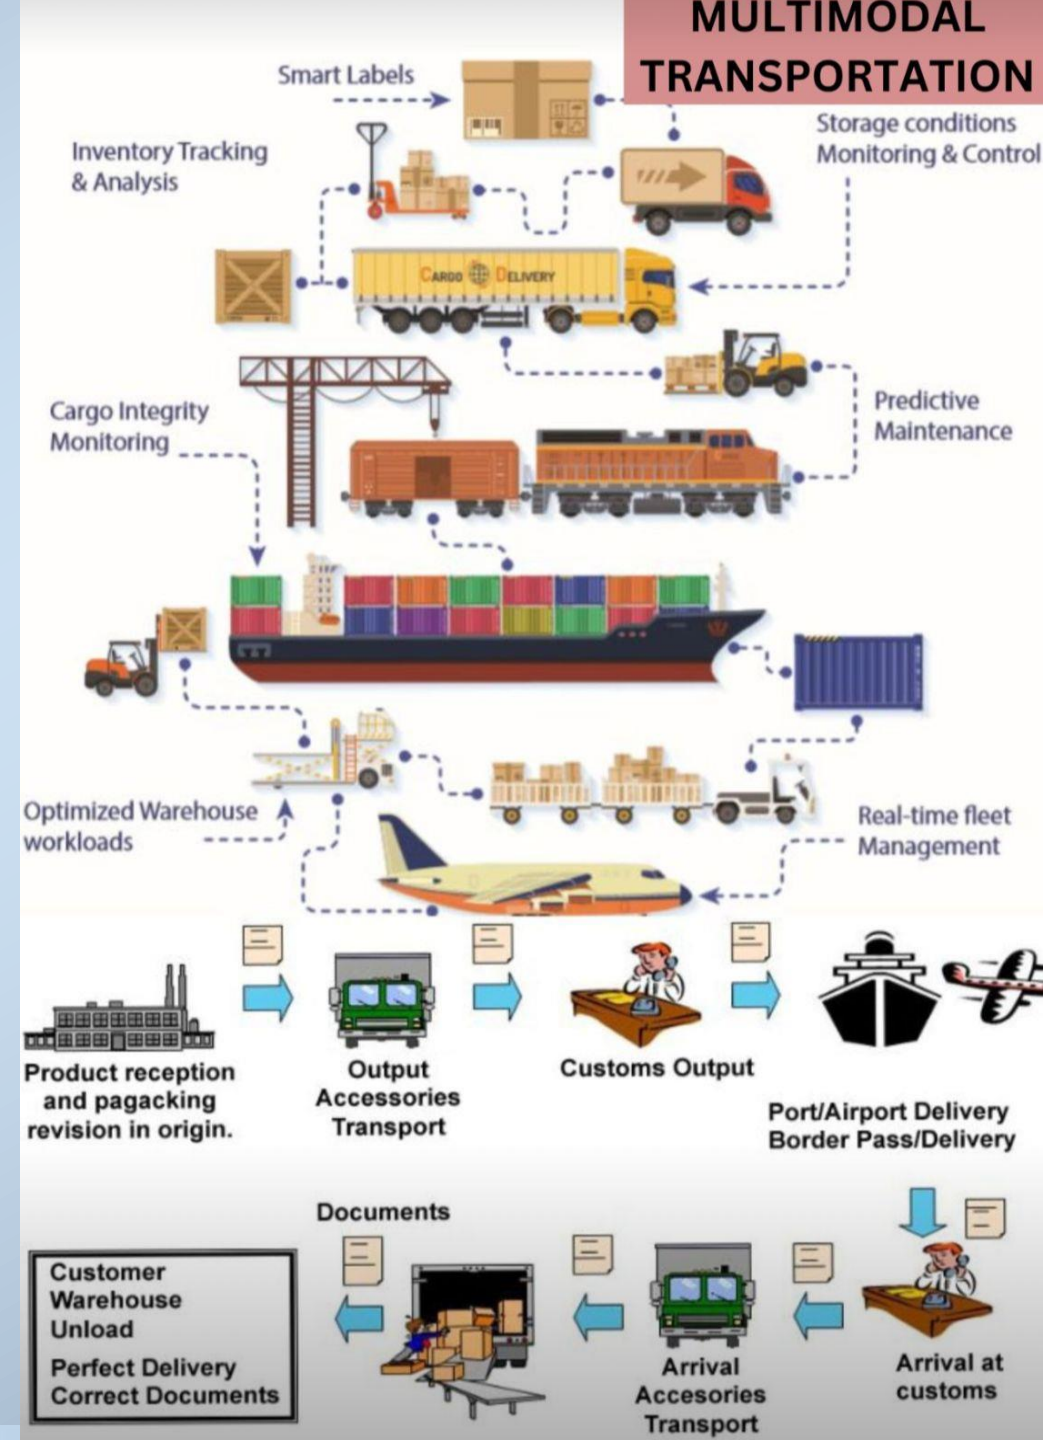 MULTIMODAL
TRANSPORTATION
Smart Labels
Storage conditions
Monitoring & Control
Inventory Tracking
& Analysis
CARGO DELIVERY
Cargo Integrity
Monitoring
Predictive
Maintenance
Optimized Warehouse
workloads
Real-time fleet
Management
Product reception
and pagacking
revision in origin.
Output
Accessories
Transport
Customs Output
Port/Airport Delivery
Border Pass/Delivery
Documents
Customer
Warehouse
Unload
Perfect Delivery
Correct Documents
Arrival
Accesories
Transport
Arrival at
customs